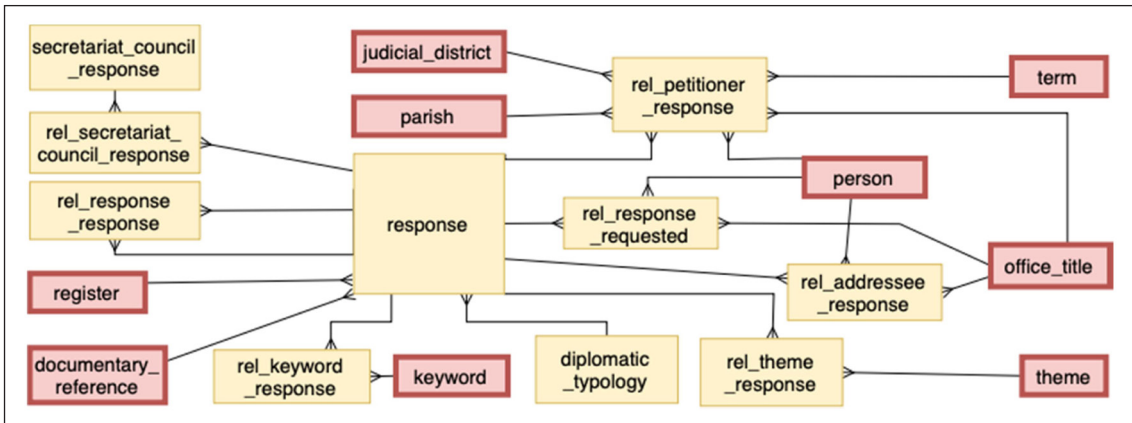 secretariat_council
_response
judicial_district
rel_petitioner
_response
term
parish
rel_secretariat_
council_response
person
rel_response
_response
response
rel_response
_requested
office_title
register
rel_addressee
_response
documentary_
reference
rel_keyword
_response
keyword
diplomatic
_typology
rel_theme
_response
theme